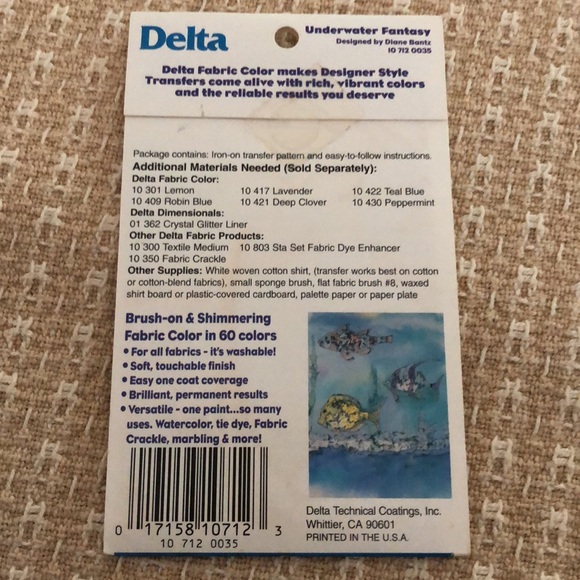 Delta
Underwater Fantasy
Designed by Diane Bantz
10 712 0035
Delta Fabric Color makes Designer Style
Transfers come alive with rich, vibrant colors
and the reliable results you deserve
Package contains: Iron-on transfer pattern and easy-to-follow instructions.
Additional Materials Needed (Sold Separately):
Delta Fabric Color:
10 301 Lemon 10 417 Lavender 10 422 Teal Blue
10 409 Robin Blue 10 421 Deep Clover 10 430 Peppermint
Delta Dimensionals:
01 362 Crystal Glitter Liner
Other Delta Fabric Products:
10 300 Textile Medium 10 803 Sta Set Fabric Dye Enhancer
10 350 Fabric Crackle
Other Supplies: White woven cotton shirt, (transfer works best on cotton
or cotton-blend fabrics), small sponge brush, flat fabric brush #8, waxed
shirt board or plastic-covered cardboard, palette paper or paper plate
Brush-on & Shimmering
Fabric Color in 60 colors
• For all fabrics - it's washable!
• Soft, touchable finish
• Easy one coat coverage
• Brilliant, permanent results
• Versatile - one paint...so many
uses. Watercolor, tie dye, Fabric
Crackle, marbling & more!
0 17158 10712 3
10 712 0035
Delta Technical Coatings, Inc.
Whittier, CA 90601
PRINTED IN THE U.S.A.